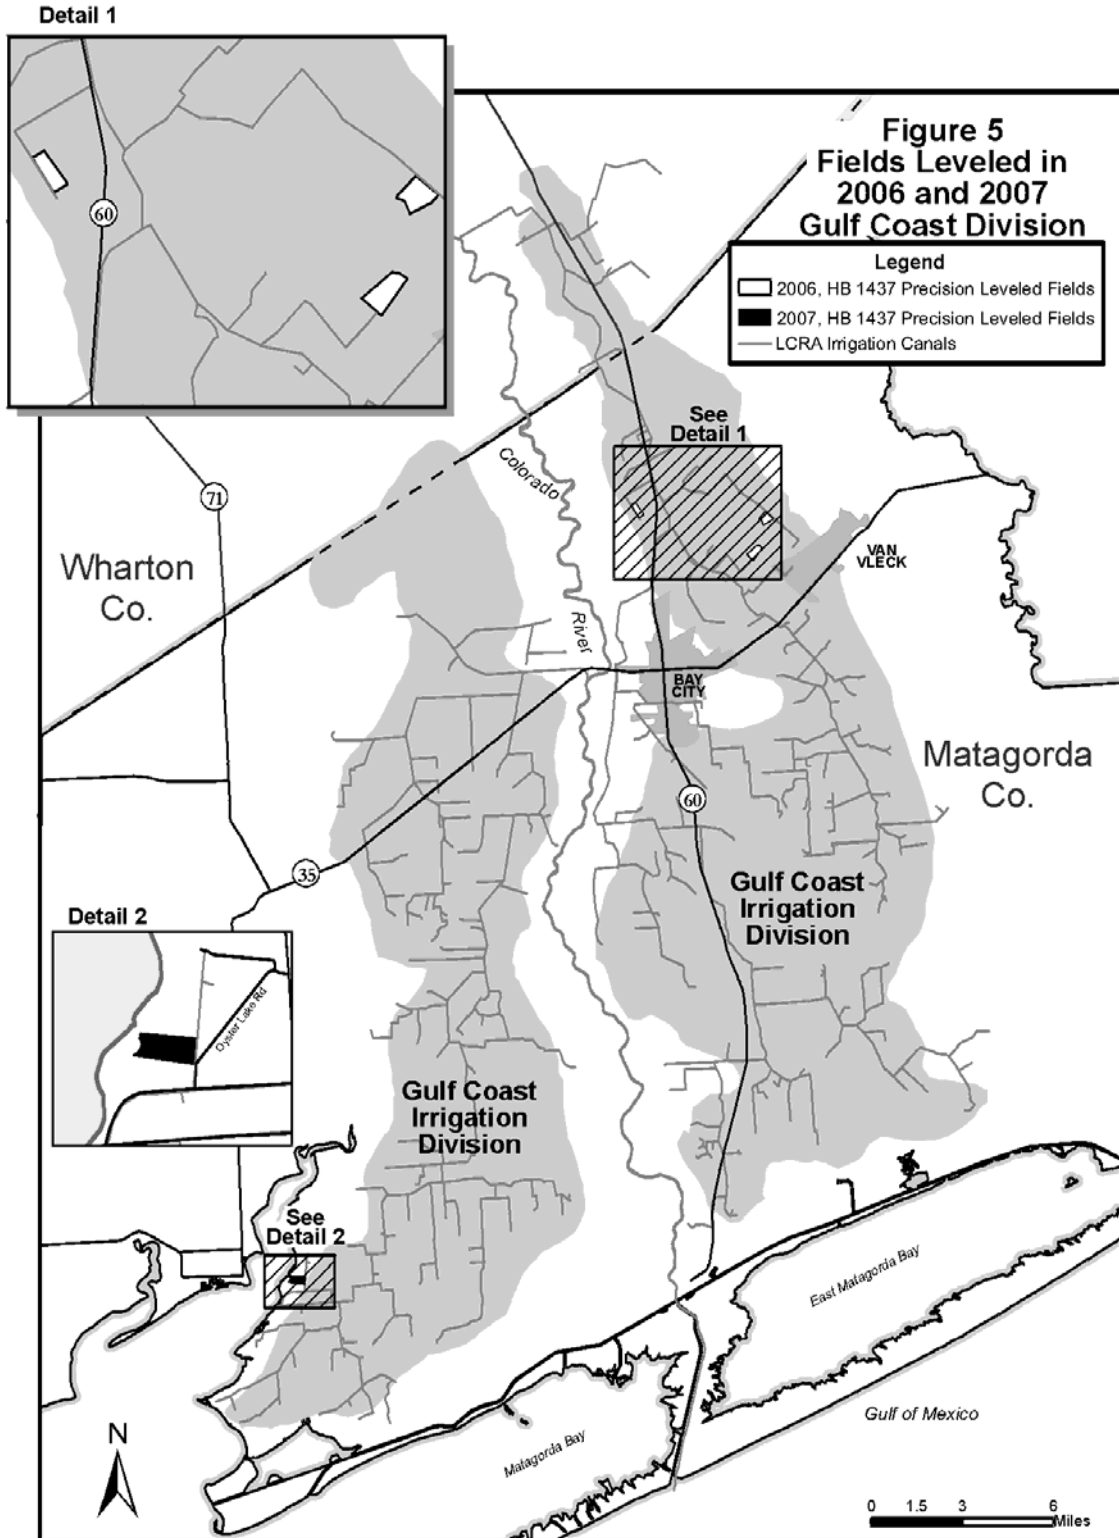 Detail 1
60
Figure 5
Fields Leveled in
2006 and 2007
Gulf Coast Division
Legend
2006, HB 1437 Precision Leveled Fields
2007, HB 1437 Precision Leveled Fields
LCRA Irrigation Canals
See
Detail 1
Colorado
71
VAN
VLECK
Wharton
Co.
River
BAY
CITY
Matagorda
Co.
60
35
Gulf Coast
Irrigation
Division
Detail 2
Oyster Lake Rd
Gulf Coast
Irrigation
Division
See
Detail 2
East Matagorda Bay
Gulf of Mexico
N
Matagorda Bay
0 1.5 3 6
Miles